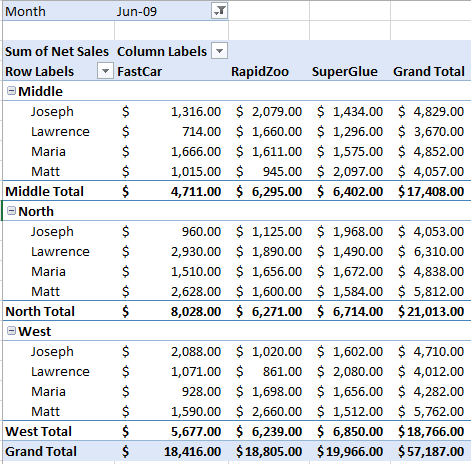 Month Jun-09
Sum of Net Sales Column Labels
Row Labels FastCar RapidZoo SuperGlue Grand Total
Middle
Joseph $ 1,316.00 $ 2,079.00 $ 1,434.00 $ 4,829.00
Lawrence $ 714.00 $ 1,660.00 $ 1,296.00 $ 3,670.00
Maria $ 1,666.00 $ 1,611.00 $ 1,575.00 $ 4,852.00
Matt $ 1,015.00 $ 945.00 $ 2,097.00 $ 4,057.00
Middle Total $ 4,711.00 $ 6,295.00 $ 6,402.00 $17,408.00
North
Joseph $ 960.00 $ 1,125.00 $ 1,968.00 $ 4,053.00
Lawrence $ 2,930.00 $ 1,890.00 $ 1,490.00 $ 6,310.00
Maria $ 1,510.00 $ 1,656.00 $ 1,672.00 $ 4,838.00
Matt $ 2,628.00 $ 1,600.00 $ 1,584.00 $ 5,812.00
North Total $ 8,028.00 $ 6,271.00 $ 6,714.00 $21,013.00
West
Joseph $ 2,088.00 $ 1,020.00 $ 1,602.00 $ 4,710.00
Lawrence $ 1,071.00 $ 861.00 $ 2,080.00 $ 4,012.00
Maria $ 928.00 $ 1,698.00 $ 1,656.00 $ 4,282.00
Matt $ 1,590.00 $ 2,660.00 $ 1,512.00 $ 5,762.00
West Total $ 5,677.00 $ 6,239.00 $ 6,850.00 $18,766.00
Grand Total $ 18,416.00 $18,805.00 $19,966.00 $57,187.00